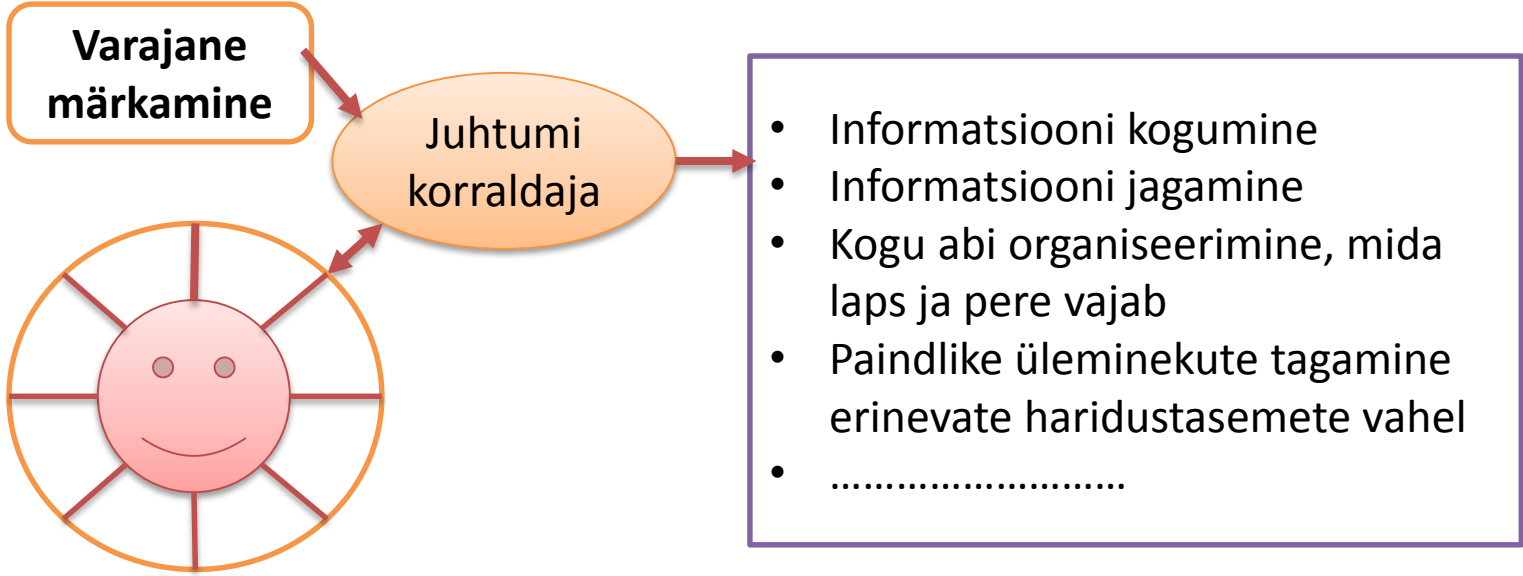 Varajane
märkamine
Juhtumi
korraldaja
• Informatsiooni kogumine
• Informatsiooni jagamine
• Kogu abi organiseerimine, mida
laps ja pere vajab
• Paindlike üleminekute tagamine
erinevate haridustasemete vahel
• ………………………